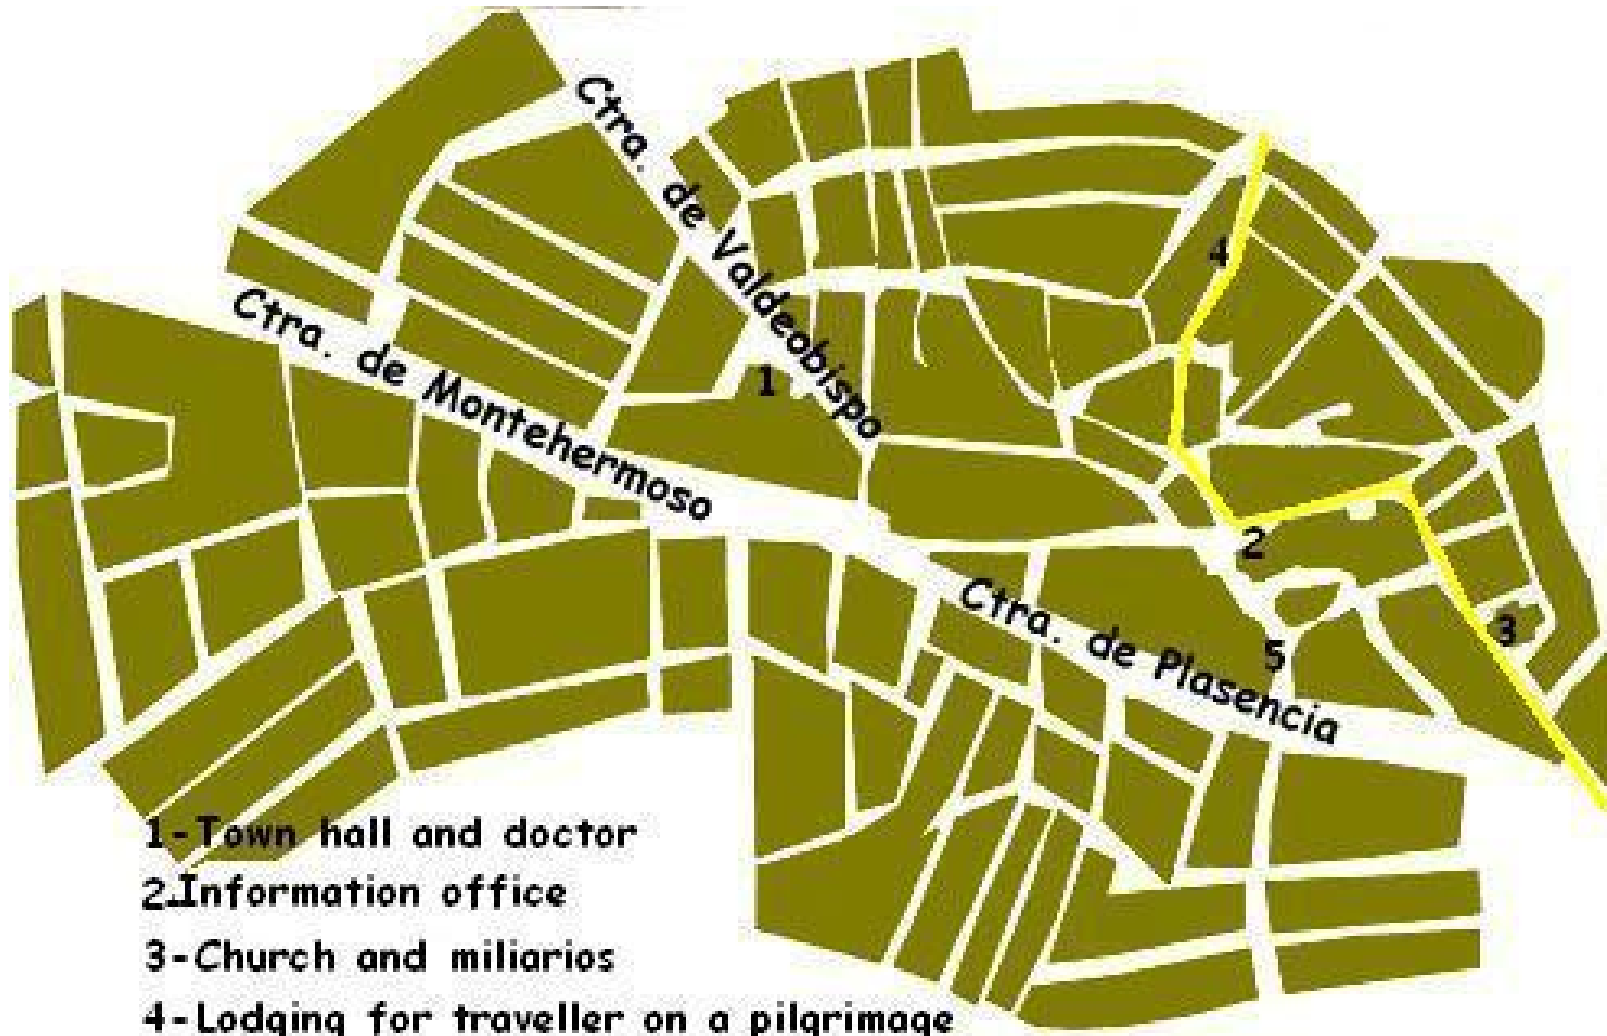 Ctra. de Valdeobispo
4
Ctra. de Montehermoso
1
2
Ctra. de Plasencia
3
5
1-Town hall and doctor
2.Information office
3-Church and miliarios
4-Lodging for traveller on a pilgrimage